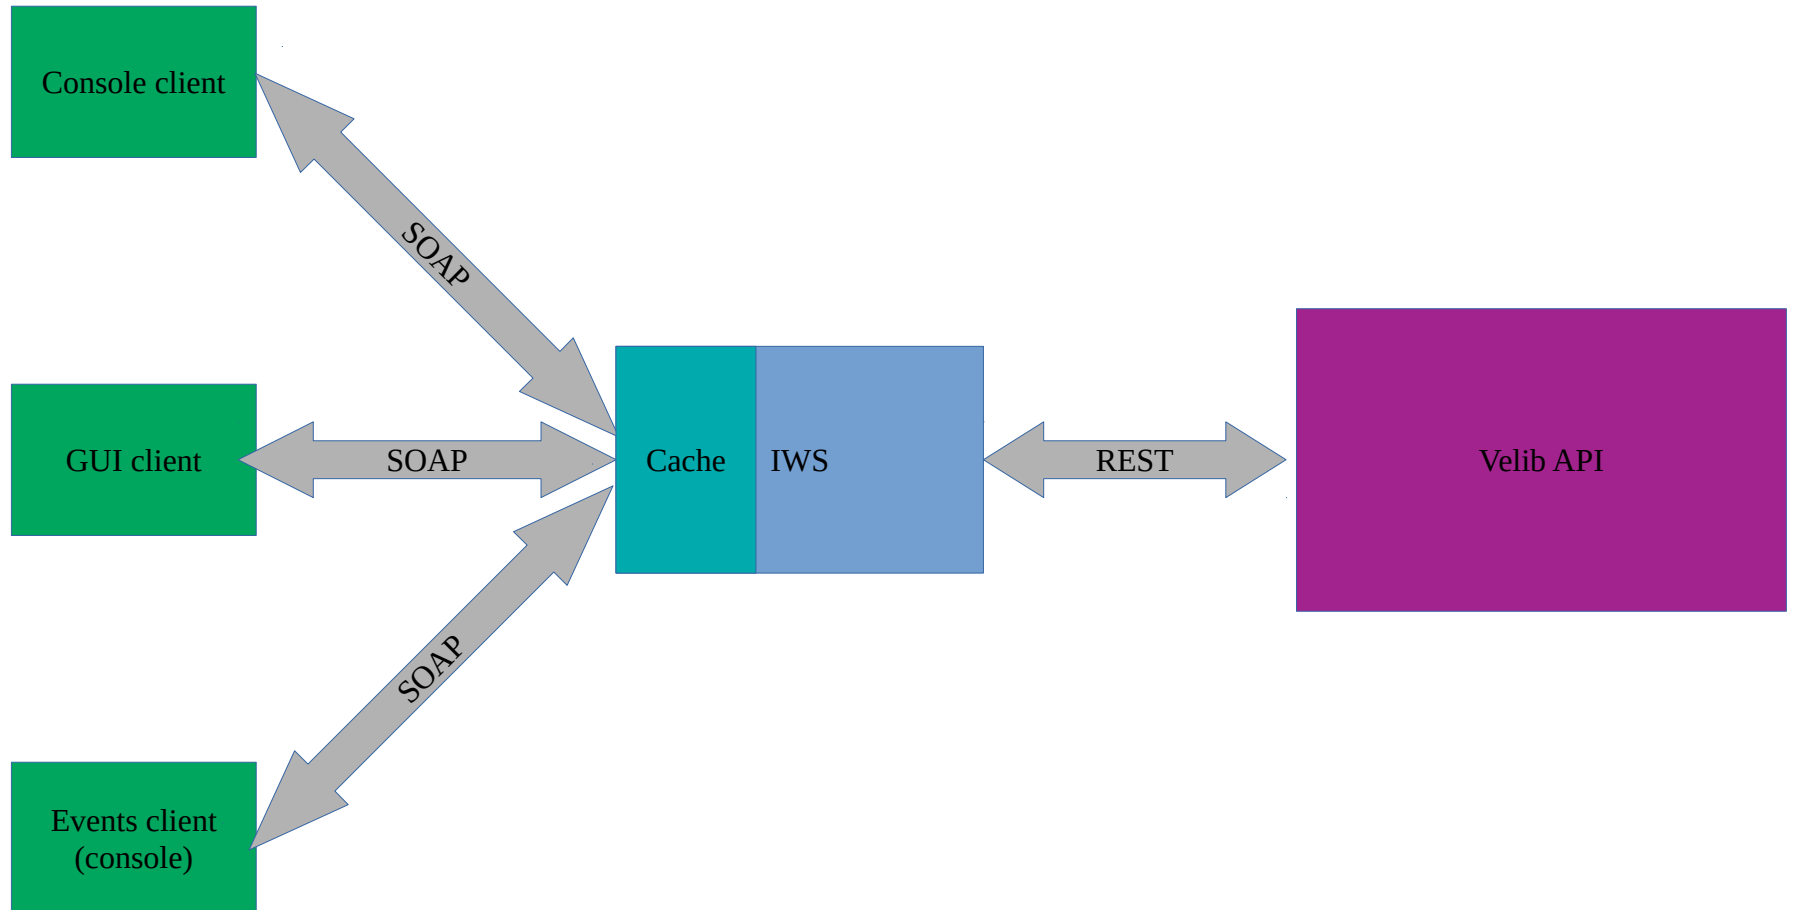 Console client
SOAP
GUI client
SOAP
Cache
IWS
REST
Velib API
SOAP
Events client
(console)